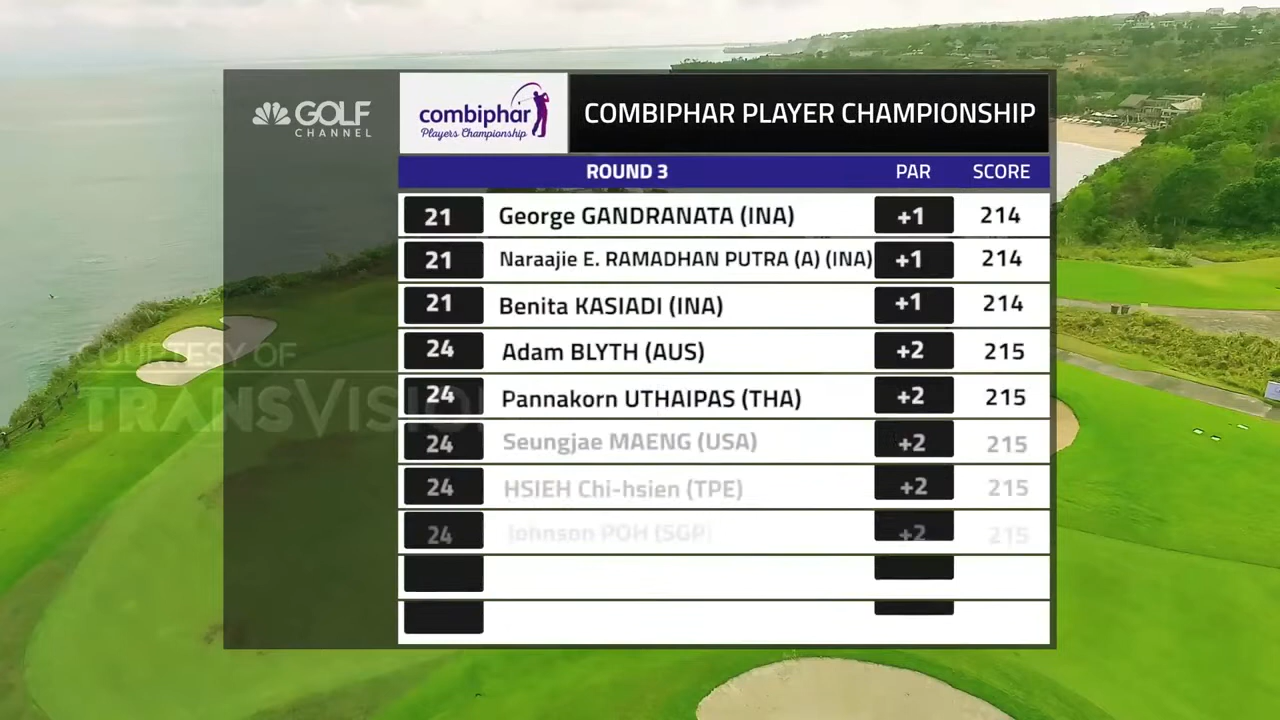 GOLF
CHANNEL
combiphar
Players Championship
COMBIPHAR PLAYER CHAMPIONSHIP
ROUND 3 PAR SCORE
21 George GANDRANATA (INA) +1 214
21 Naraajie E. RAMADHAN PUTRA (A) (INA) +1 214
21 Benita KASIADI (INA) +1 214
24 Adam BLYTH (AUS) +2 215
24 Pannakorn UTHAIPAS (THA) +2 215
24 Seungjae MAENG (USA) +2 215
24 HSIEH Chi-hsien (TPE) +2 215
24 Johnson POH (SGP) +2 215
COURTESY OF
TRANSVISION